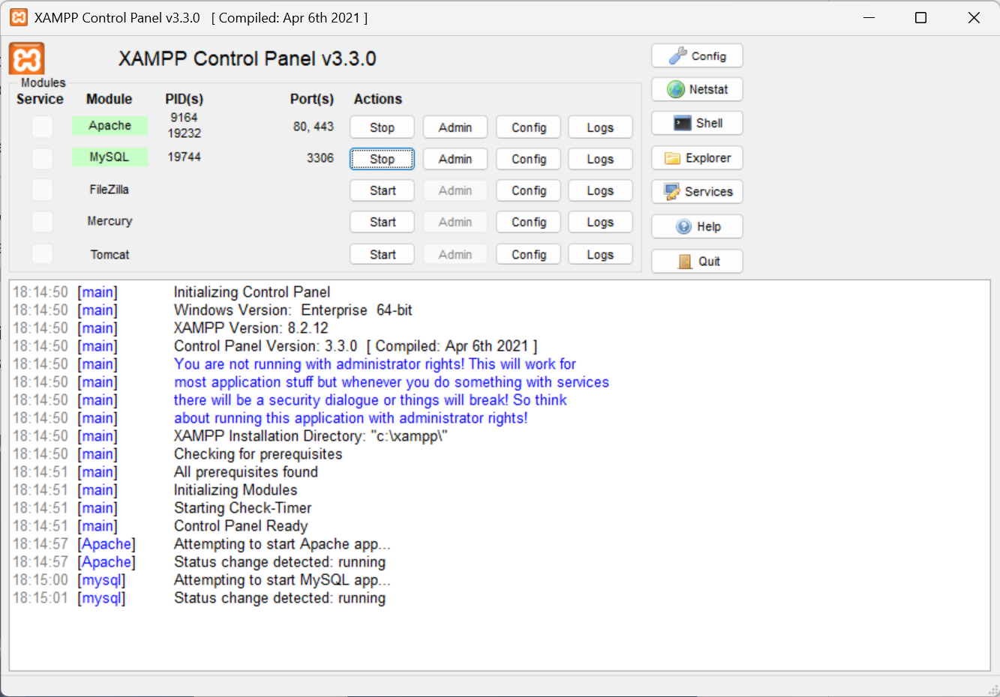 XAMPP Control Panel v3.3.0   [ Compiled: Apr 6th 2021 ]
XAMPP Control Panel v3.3.0
Config
Modules
Service Module PID(s) Port(s) Actions
Netstat
Apache 9164 19232 80, 443 Stop Admin Config Logs
Shell
MySQL 19744 3306 Stop Admin Config Logs
Explorer
FileZilla Start Admin Config Logs
Services
Mercury Start Admin Config Logs
Help
Tomcat Start Admin Config Logs
Quit
18:14:50 [main] Initializing Control Panel
18:14:50 [main] Windows Version:  Enterprise  64-bit
18:14:50 [main] XAMPP Version: 8.2.12
18:14:50 [main] Control Panel Version: 3.3.0  [ Compiled: Apr 6th 2021 ]
18:14:50 [main] You are not running with administrator rights! This will work for
18:14:50 [main] most application stuff but whenever you do something with services
18:14:50 [main] there will be a security dialogue or things will break! So think
18:14:50 [main] about running this application with administrator rights!
18:14:50 [main] XAMPP Installation Directory: "c:\xampp\"
18:14:50 [main] Checking for prerequisites
18:14:51 [main] All prerequisites found
18:14:51 [main] Initializing Modules
18:14:51 [main] Starting Check-Timer
18:14:51 [main] Control Panel Ready
18:14:57 [Apache] Attempting to start Apache app...
18:14:57 [Apache] Status change detected: running
18:15:00 [mysql] Attempting to start MySQL app...
18:15:01 [mysql] Status change detected: running